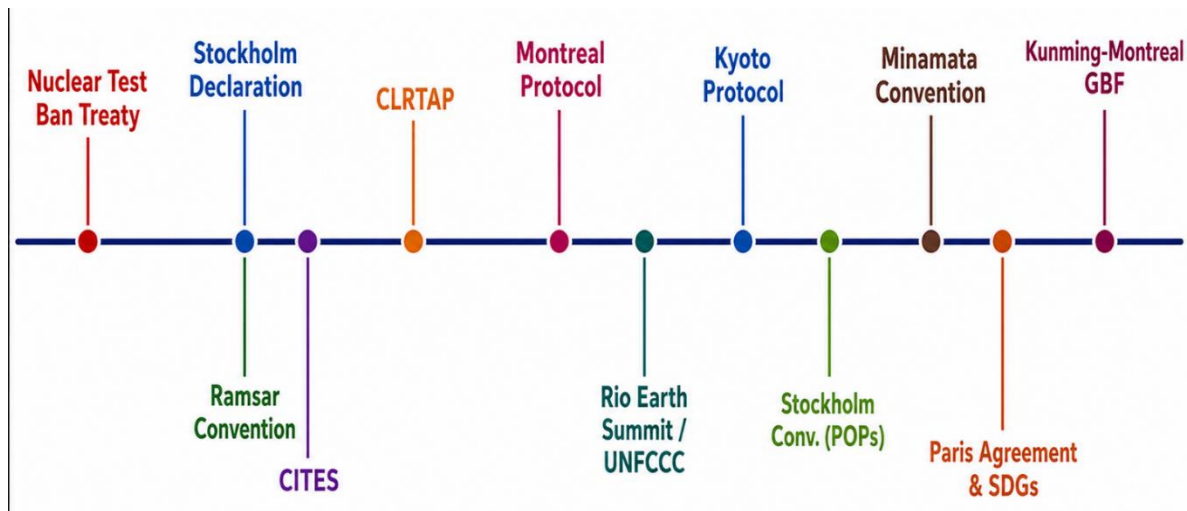 Nuclear Test
Ban Treaty
Stockholm
Declaration
Ramsar
Convention
CITES
CLRTAP
Montreal
Protocol
Rio Earth
Summit /
UNFCCC
Kyoto
Protocol
Stockholm
Conv. (POPs)
Minamata
Convention
Paris Agreement
& SDGs
Kunming-Montreal
GBF